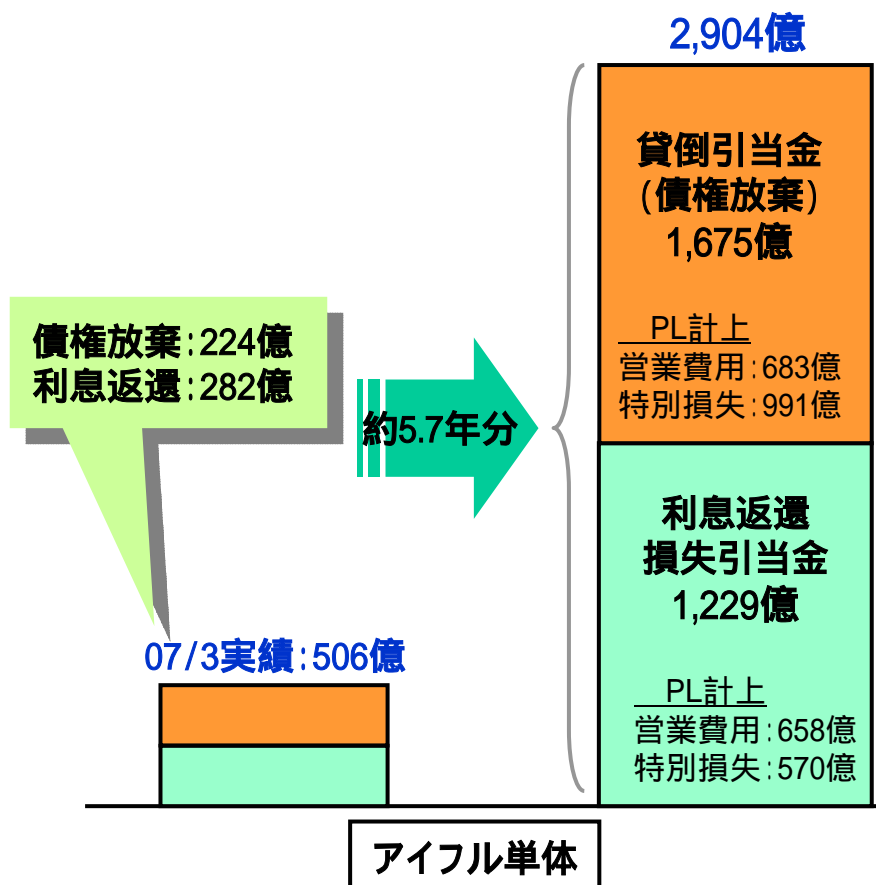 2,904億
貸倒引当金
(債権放棄)
1,675億
PL計上
営業費用:683億
特別損失:991億
債権放棄:224億
利息返還:282億
約5.7年分
利息返還
損失引当金
1,229億
PL計上
営業費用:658億
特別損失:570億
07/3実績:506億
アイフル単体